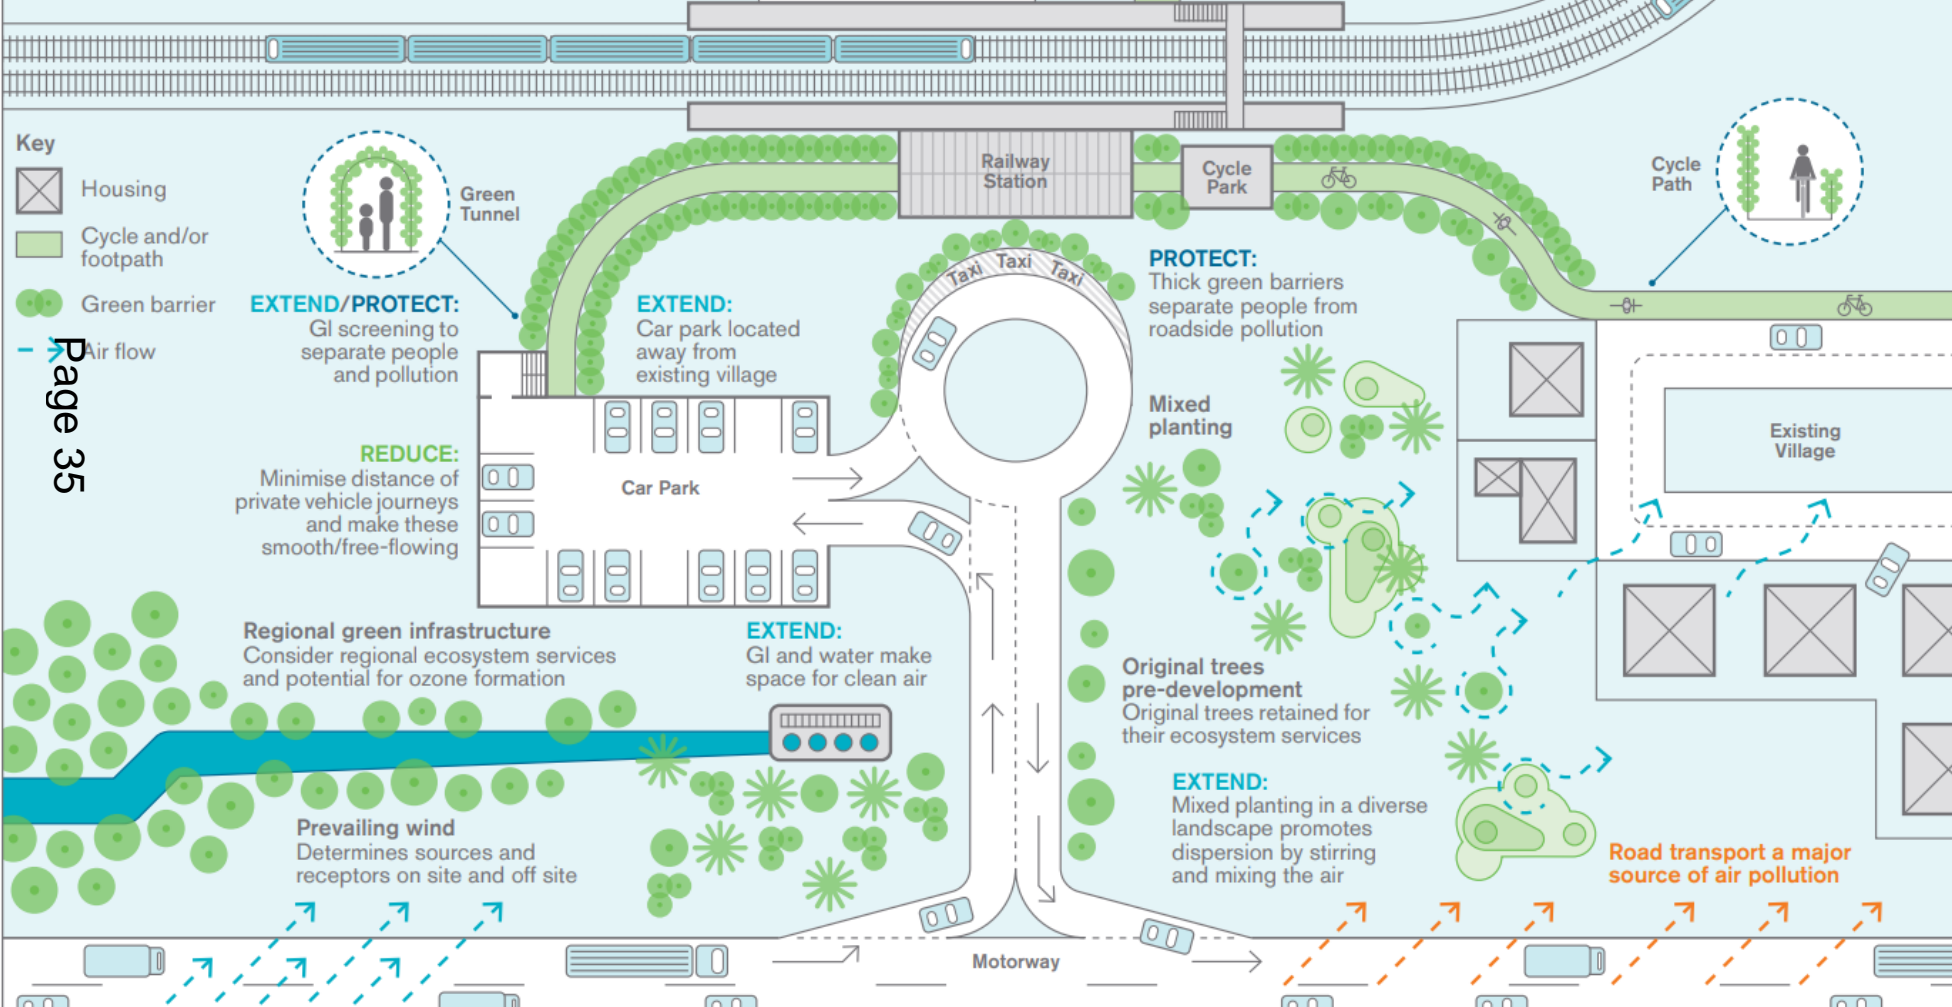 Key
Housing
Cycle and/or
footpath
Green barrier
Air flow
Page 35
Green
Tunnel
EXTEND/PROTECT:
GI screening to
separate people
and pollution
REDUCE:
Minimise distance of
private vehicle journeys
and make these
smooth/free-flowing
EXTEND:
Car park located
away from
existing village
Car Park
Railway
Station
Cycle
Park
Taxi Taxi Taxi
PROTECT:
Thick green barriers
separate people from
roadside pollution
Cycle
Path
Mixed
planting
Existing
Village
Regional green infrastructure
Consider regional ecosystem services
and potential for ozone formation
EXTEND:
GI and water make
space for clean air
Original trees
pre-development
Original trees retained for
their ecosystem services
EXTEND:
Mixed planting in a diverse
landscape promotes
dispersion by stirring
and mixing the air
Prevailing wind
Determines sources and
receptors on site and off site
Road transport a major
source of air pollution
Motorway